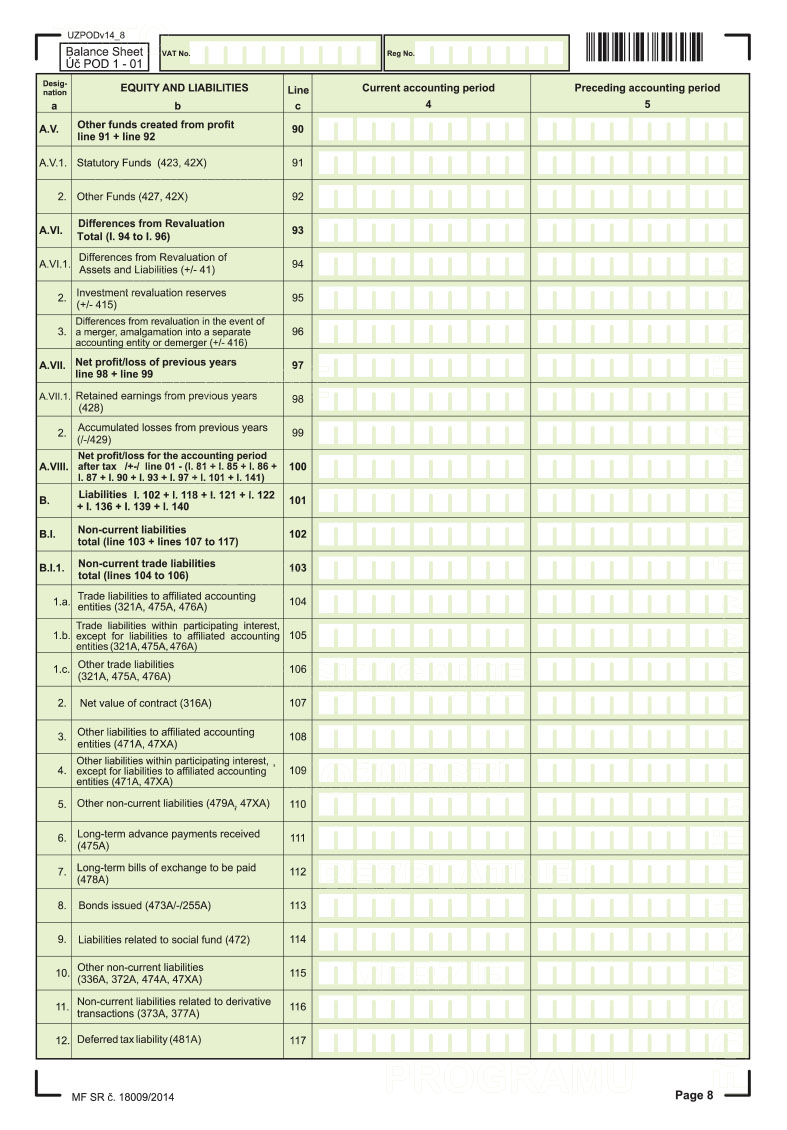 UZPODv14_8
Balance Sheet
Úč POD 1 - 01
VAT No.
Reg No.
Desig-
nation
a
EQUITY AND LIABILITIES
b
Line
c
Current accounting period
4
Preceding accounting period
5
A.V. Other funds created from profit
line 91 + line 92
90
A.V.1. Statutory Funds (423, 42X) 91
2. Other Funds (427, 42X) 92
A.VI. Differences from Revaluation
Total (l. 94 to l. 96)
93
A.VI.1. Differences from Revaluation of
Assets and Liabilities (+/- 41)
94
2. Investment revaluation reserves
(+/- 415)
95
3. Differences from revaluation in the event of
a merger, amalgamation into a separate
accounting entity or demerger (+/- 416)
96
A.VII. Net profit/loss of previous years
line 98 + line 99
97
A.VII.1. Retained earnings from previous years
(428)
98
2. Accumulated losses from previous years
(/-/429)
99
A.VIII. Net profit/loss for the accounting period
after tax /+-/ line 01 - (l. 81 + l. 85 + l. 86 +
l. 87 + l. 90 + l. 93 + l. 97 + l. 101 + l. 141)
100
B. Liabilities l. 102 + l. 118 + l. 121 + l. 122
+ l. 136 + l. 139 + l. 140
101
B.I. Non-current liabilities
total (line 103 + lines 107 to 117)
102
B.I.1. Non-current trade liabilities
total (lines 104 to 106)
103
1.a. Trade liabilities to affiliated accounting
entities (321A, 475A, 476A)
104
1.b. Trade liabilities within participating interest,
except for liabilities to affiliated accounting
entities (321A, 475A, 476A)
105
1.c. Other trade liabilities
(321A, 475A, 476A)
106
2. Net value of contract (316A) 107
3. Other liabilities to affiliated accounting
entities (471A, 47XA)
108
4. Other liabilities within participating interest, ,
except for liabilities to affiliated accounting
entities (471A, 47XA)
109
5. Other non-current liabilities (479A, 47XA) 110
6. Long-term advance payments received
(475A)
111
7. Long-term bills of exchange to be paid
(478A)
112
8. Bonds issued (473A/-/255A) 113
9. Liabilities related to social fund (472) 114
10. Other non-current liabilities
(336A, 372A, 474A, 47XA)
115
11. Non-current liabilities related to derivative
transactions (373A, 377A)
116
12. Deferred tax liability (481A) 117
PROGRAMU
MF SR č. 18009/2014
Page 8